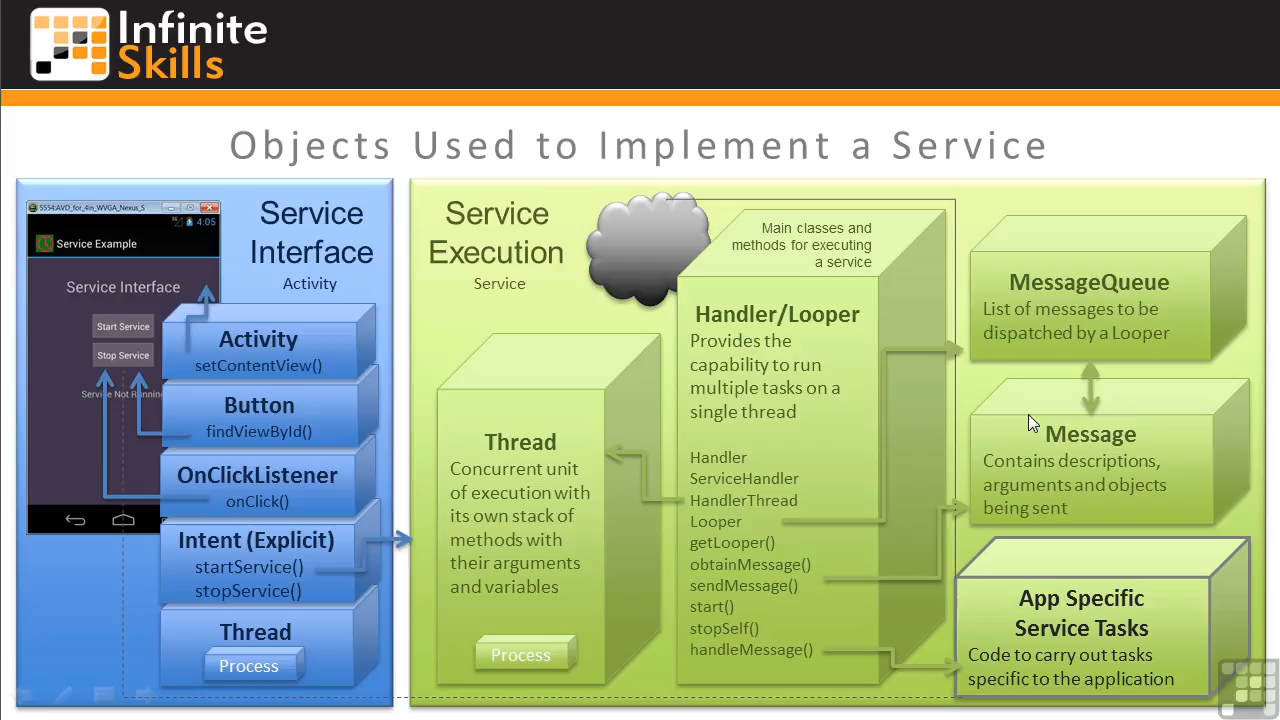 Infinite
Skills
Objects Used to Implement a Service
5554:AVD_for_4in_WVGA_Nexus_S
4:05
Service Example
Service Interface
Start Service
Stop Service
Service Not Running
Service
Interface
Activity
Activity
setContentView()
Button
findViewById()
OnClickListener
onClick()
Intent (Explicit)
startService()
stopService()
Thread
Process
Service
Execution
Service
Thread
Concurrent unit
of execution with
its own stack of
methods with
their arguments
and variables
Process
Main classes and
methods for executing
a service
Handler/Looper
Provides the
capability to run
multiple tasks on a
single thread
Handler
ServiceHandler
HandlerThread
Looper
getLooper()
obtainMessage()
sendMessage()
start()
stopSelf()
handleMessage()
MessageQueue
List of messages to be
dispatched by a Looper
Message
Contains descriptions,
arguments and objects
being sent
App Specific
Service Tasks
Code to carry out tasks
specific to the application